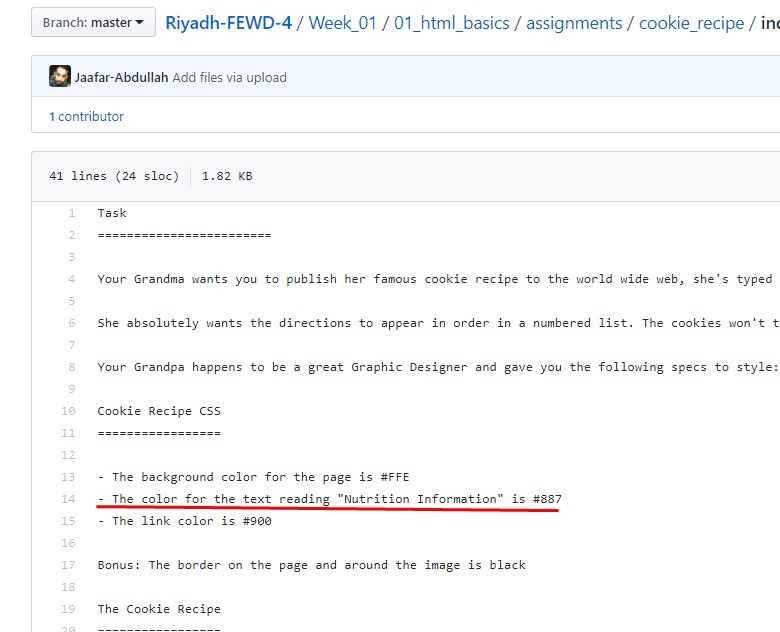 Branch: master Riyadh-FEWD-4 / Week_01 / 01_html_basics / assignments / cookie_recipe /
Jaafar-Abdullah Add files via upload
1 contributor
41 lines (24 sloc) 1.82 KB
1 Task
2 ========================
3
4 Your Grandma wants you to publish her famous cookie recipe to the world wide web, she's typed
5
6 She absolutely wants the directions to appear in order in a numbered list. The cookies won't
7
8 Your Grandpa happens to be a great Graphic Designer and gave you the following specs to style:
9
10 Cookie Recipe CSS
11 =================
12
13 - The background color for the page is #FFE
14 - The color for the text reading "Nutrition Information" is #887
15 - The link color is #900
16
17 Bonus: The border on the page and around the image is black
18
19 The Cookie Recipe
20 =================